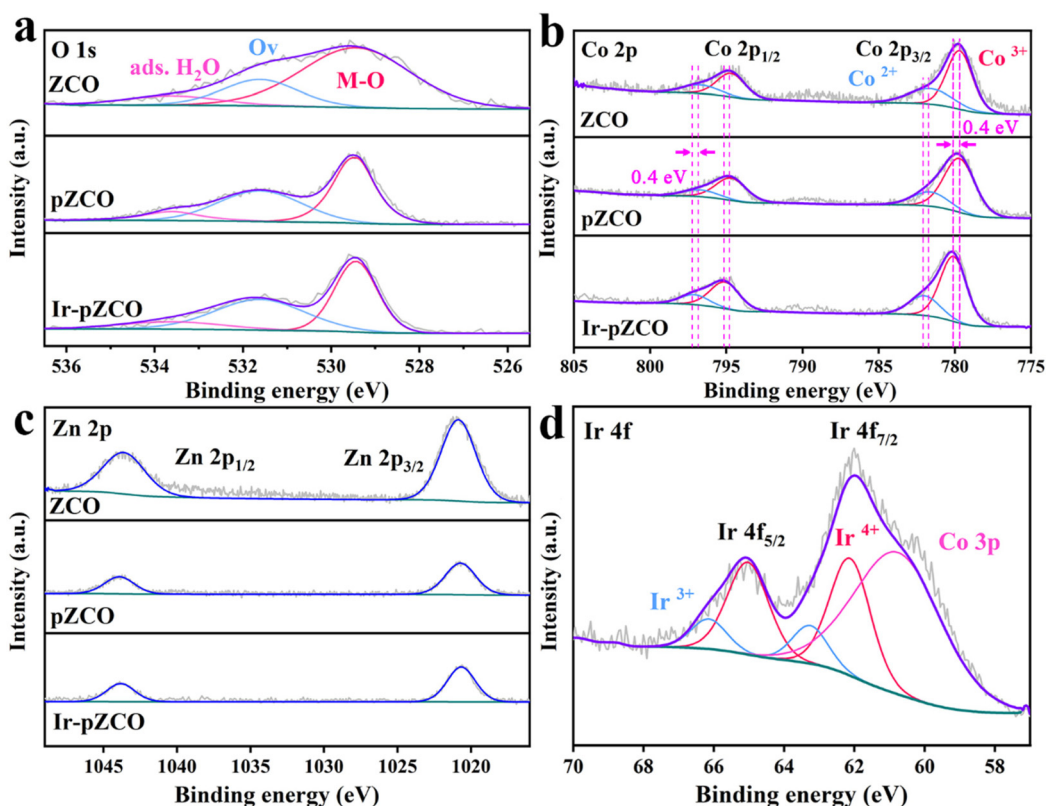 a
O 1s
ZCO
ads. H₂O
Ov
M-O
pZCO
Ir-pZCO
Intensity (a.u.)
536 534 532 530 528 526
Binding energy (eV)
b
Co 2p
Co 2p₁/₂
Co 2p₃/₂
Co ³⁺
Co ²⁺
ZCO
0.4 eV
0.4 eV
pZCO
Ir-pZCO
Intensity (a.u.)
805 800 795 790 785 780 775
Binding energy (eV)
c
Zn 2p
Zn 2p₁/₂
Zn 2p₃/₂
ZCO
pZCO
Ir-pZCO
Intensity (a.u.)
1045 1040 1035 1030 1025 1020
Binding energy (eV)
d
Ir 4f
Ir 4f₇/₂
Ir 4f₅/₂
Ir ⁴⁺
Co 3p
Ir ³⁺
Intensity (a.u.)
70 68 66 64 62 60 58
Binding energy (eV)